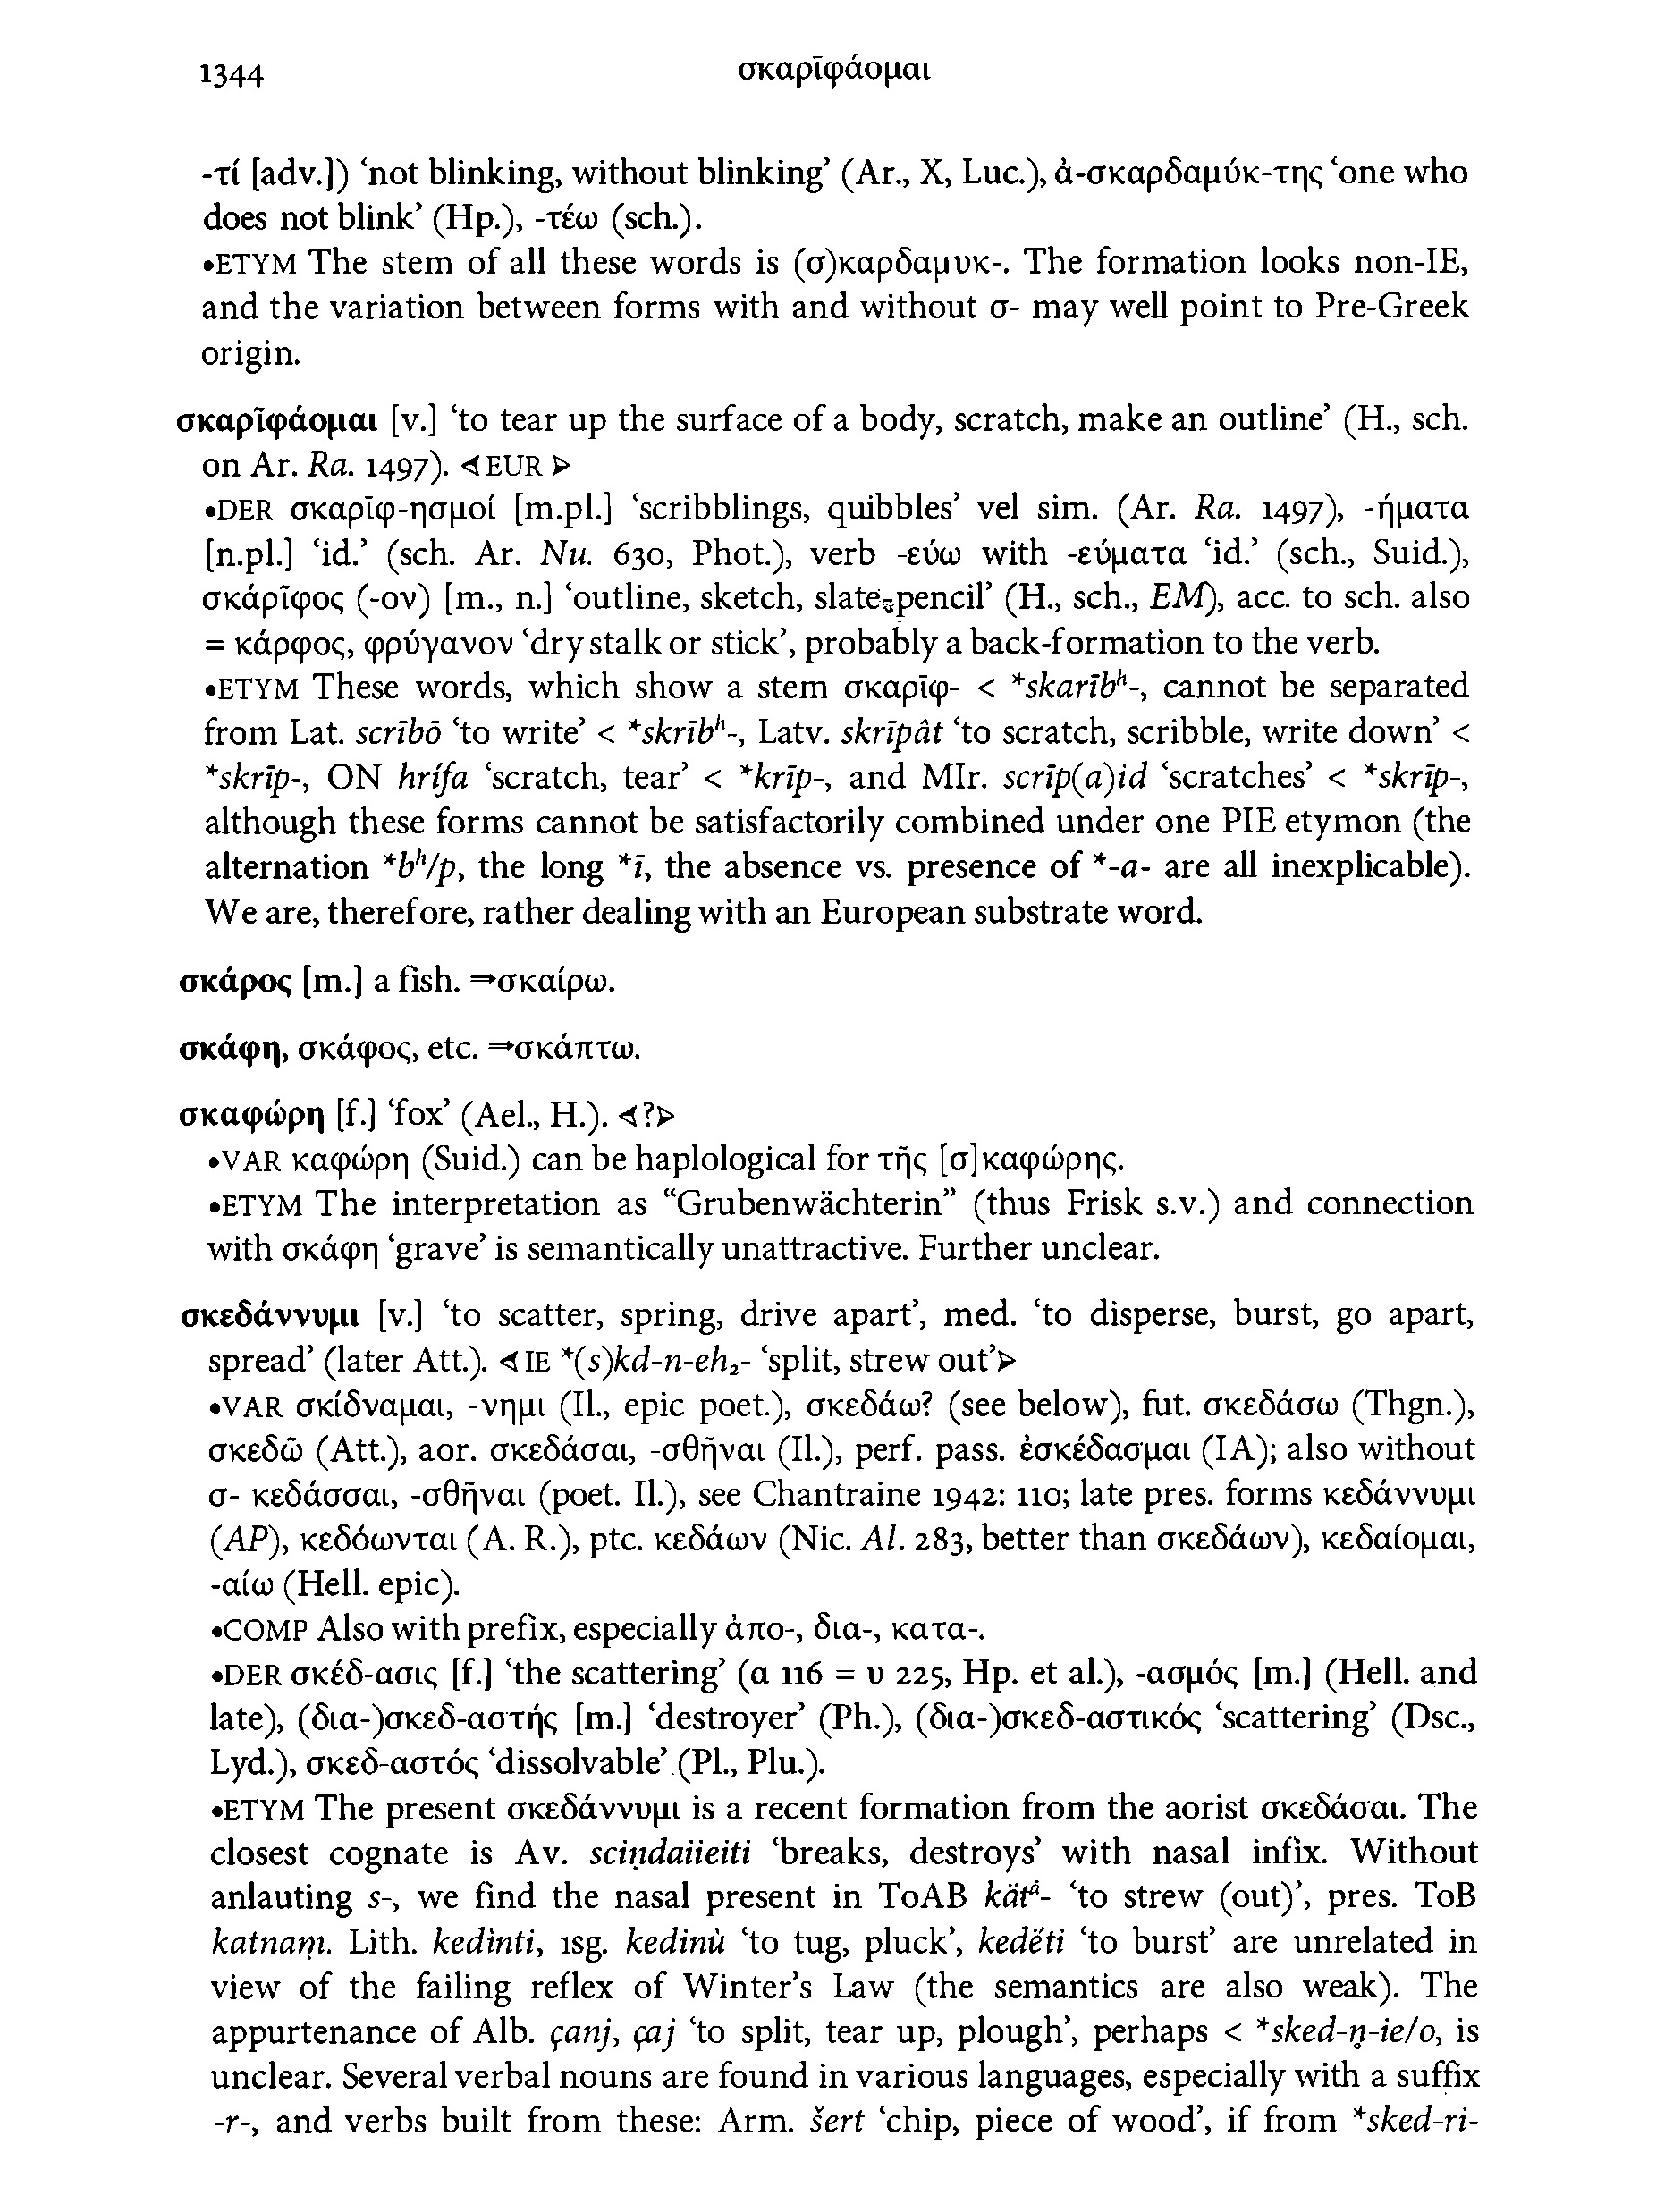 1344 σκαρῑφάομαι
-τί [adv.]) ‘not blinking, without blinking’ (Ar., X, Luc.), ἀ-σκαρδαμύκ-της ‘one who
does not blink’ (Hp.), -τέω (sch.).
•ETYM The stem of all these words is (σ)καρδαμυκ-. The formation looks non-IE,
and the variation between forms with and without σ- may well point to Pre-Greek
origin.
σκαρῑφάομαι [v.] ‘to tear up the surface of a body, scratch, make an outline’ (H., sch.
on Ar. Ra. 1497). ◁ EUR ▷
•DER σκαρῑφ-ησμοί [m.pl.] ‘scribblings, quibbles’ vel sim. (Ar. Ra. 1497), -ήματα
[n.pl.] ‘id.’ (sch. Ar. Nu. 630, Phot.), verb -εύω with -εύματα ‘id.’ (sch., Suid.),
σκάρῑφος (-ον) [m., n.] ‘outline, sketch, slate-pencil’ (H., sch., EM), acc. to sch. also
= κάρφος, φρύγανον ‘dry stalk or stick’, probably a back-formation to the verb.
•ETYM These words, which show a stem σκαρῑφ- < *skarībʰ-, cannot be separated
from Lat. scrībō ‘to write’ < *skrībʰ-, Latv. skrīpât ‘to scratch, scribble, write down’ <
*skrīp-, ON hrífa ‘scratch, tear’ < *krīp-, and MIr. scríp(a)id ‘scratches’ < *skrīp-,
although these forms cannot be satisfactorily combined under one PIE etymon (the
alternation *bʰ/p, the long *ī, the absence vs. presence of *-a- are all inexplicable).
We are, therefore, rather dealing with an European substrate word.
σκάρος [m.] a fish. ⇒σκαίρω.
σκάφη, σκάφος, etc. ⇒σκάπτω.
σκαφώρη [f.] ‘fox’ (Ael., H.). ◁?▷
•VAR καφώρη (Suid.) can be haplological for τῆς [σ]καφώρης.
•ETYM The interpretation as “Grubenwächterin” (thus Frisk s.v.) and connection
with σκάφη ‘grave’ is semantically unattractive. Further unclear.
σκεδάννυμι [v.] ‘to scatter, spring, drive apart’, med. ‘to disperse, burst, go apart,
spread’ (later Att.). ◁ IE *(s)kd-n-eh₂- ‘split, strew out’▷
•VAR σκίδναμαι, -νημι (Il., epic poet.), σκεδάω? (see below), fut. σκεδάσω (Thgn.),
σκεδῶ (Att.), aor. σκεδάσαι, -σθῆναι (Il.), perf. pass. ἐσκέδασμαι (IA); also without
σ- κεδάσσαι, -σθῆναι (poet. Il.), see Chantraine 1942: 110; late pres. forms κεδάννυμι
(AP), κεδόωνται (A. R.), ptc. κεδάων (Nic. Al. 283, better than σκεδάων), κεδαίομαι,
-αίω (Hell. epic).
•COMP Also with prefix, especially ἀπο-, δια-, κατα-.
•DER σκέδ-ασις [f.] ‘the scattering’ (α 116 = υ 225, Hp. et al.), -ασμός [m.] (Hell. and
late), (δια-)σκεδ-αστής [m.] ‘destroyer’ (Ph.), (δια-)σκεδ-αστικός ‘scattering’ (Dsc.,
Lyd.), σκεδ-αστός ‘dissolvable’ (Pl., Plu.).
•ETYM The present σκεδάννυμι is a recent formation from the aorist σκεδάσαι. The
closest cognate is Av. sciṇdaiieiti ‘breaks, destroys’ with nasal infix. Without
anlauting s-, we find the nasal present in ToAB kätᵃ- ‘to strew (out)’, pres. ToB
katnaṃ. Lith. kedìnti, 1sg. kedinù ‘to tug, pluck’, kedė́ti ‘to burst’ are unrelated in
view of the failing reflex of Winter’s Law (the semantics are also weak). The
appurtenance of Alb. çanj, çaj ‘to split, tear up, plough’, perhaps < *sked-n̥-ie/o, is
unclear. Several verbal nouns are found in various languages, especially with a suffix
-r-, and verbs built from these: Arm. šert ‘chip, piece of wood’, if from *sked-ri-